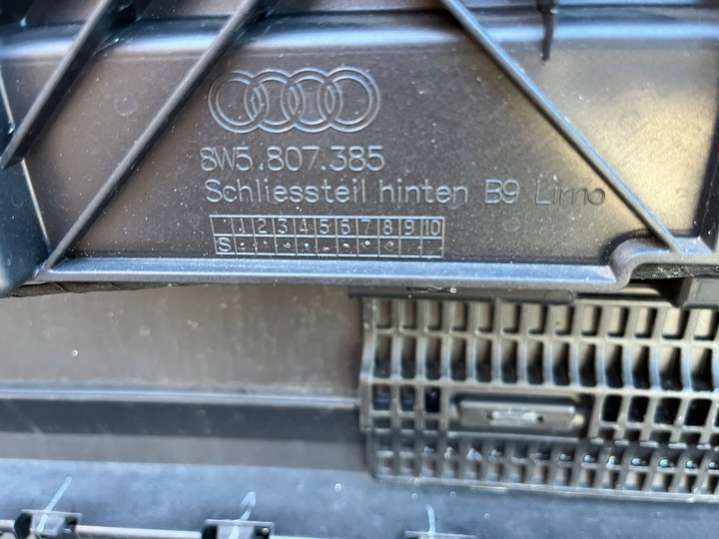 8W5.807.385
Schliessteil hinten B9 Limo
1 2 3 4 5 6 7 8 9 10
S